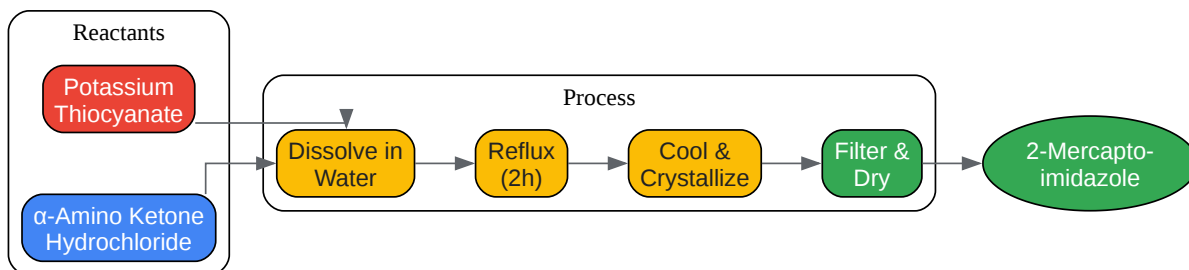 Reactants
Potassium
Thiocyanate
α-Amino Ketone
Hydrochloride
Process
Dissolve in
Water
Reflux
(2h)
Cool &
Crystallize
Filter &
Dry
2-Mercapto-
imidazole